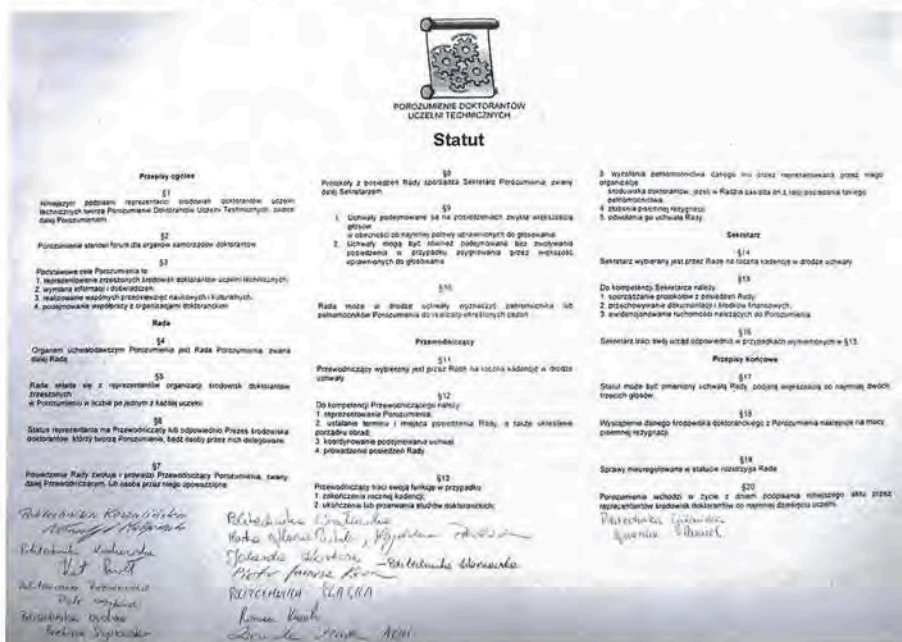 POROZUMIENIE DOKTORANTÓW
UCZELNI TECHNICZNYCH
Statut
Przepisy ogólne
§1
Niniejszym podpisani reprezentanci środowisk doktorantów uczelni
technicznych tworzą Porozumienie Doktorantów Uczelni Technicznych, zwane
dalej Porozumieniem.
§2
Porozumienie stanowi forum dla organów samorządów doktorantów.
§3
Podstawowe cele Porozumienia to:
1. reprezentowanie zrzeszonych środowisk doktorantów uczelni technicznych,
2. wymiana informacji i doświadczeń,
3. realizowanie wspólnych przedsięwzięć naukowych i kulturalnych,
4. podejmowanie współpracy z organizacjami doktoranckimi.
Rada
§4
Organem uchwałodawczym Porozumienia jest Rada Porozumienia, zwana
dalej Radą.
§5
Rada składa się z reprezentantów organizacji środowisk doktorantów
zrzeszonych
w Porozumieniu w liczbie po jednym z każdej uczelni.
§6
Status reprezentanta ma Przewodniczący lub odpowiednio Prezes środowiska
doktorantów, którzy tworzą Porozumienie, bądź osoby przez nich delegowane.
§7
Posiedzenia Rady zwołuje i prowadzi Przewodniczący Porozumienia, zwany
dalej Przewodniczącym, lub osoba przez niego upoważniona.
§8
Protokoły z posiedzeń Rady sporządza Sekretarz Porozumienia, zwany
dalej Sekretarzem.
§9
1. Uchwały podejmowane są na posiedzeniach zwykłą większością
głosów
w obecności co najmniej połowy uprawnionych do głosowania.
2. Uchwały mogą być również podejmowane bez zwoływania
posiedzenia w przypadku sygnowania przez większość
uprawnionych do głosowania.
§10
Rada może w drodze uchwały wyznaczyć pełnomocnika lub
pełnomocników Porozumienia do realizacji określonych zadań.
Przewodniczący
§11
Przewodniczący wybierany jest przez Radę na roczną kadencję w drodze
uchwały.
§12
Do kompetencji Przewodniczącego należy:
1. reprezentowanie Porozumienia,
2. ustalanie terminu i miejsca posiedzenia Rady, a także określenie
porządku obrad,
3. koordynowanie podejmowania uchwał,
4. prowadzenie posiedzeń Rady.
§13
Przewodniczący traci swoją funkcję w przypadku:
1. zakończenia rocznej kadencji,
2. ukończenia lub przerwania studiów doktoranckich,
3. wycofania pełnomocnictwa danego mu przez reprezentowaną przez niego
organizację
środowiska doktorantów, jeżeli w Radzie zasiada on z racji posiadania takiego
pełnomocnictwa,
4. złożenia pisemnej rezygnacji,
5. odwołania go uchwałą Rady.
Sekretarz
§14
Sekretarz wybierany jest przez Radę na roczną kadencję w drodze uchwały.
§15
Do kompetencji Sekretarza należy:
1. sporządzanie protokołów z posiedzeń Rady,
2. przechowywanie dokumentacji i środków finansowych,
3. ewidencjonowanie ruchomości należących do Porozumienia.
§16
Sekretarz traci swój urząd odpowiednio w przypadkach wymienionych w §13.
Przepisy końcowe
§17
Statut może być zmieniony uchwałą Rady, podjętą większością co najmniej dwóch
trzecich głosów.
§18
Wystąpienie danego środowiska doktoranckiego z Porozumienia następuje na mocy
pisemnej rezygnacji.
§19
Sprawy nieuregulowane w statucie rozstrzyga Rada.
§20
Porozumienie wchodzi w życie z dniem podpisania niniejszego aktu przez
reprezentantów środowisk doktorantów co najmniej dziesięciu uczelni.
Politechnika Koszalińska
Politechnika Krakowska
Politechnika
Piotr
Politechnika
Politechnika
Piotr Janusz
- Politechnika Warszawska
POLITECHNIKA ŚLĄSKA
Roman
AGH
Politechnika